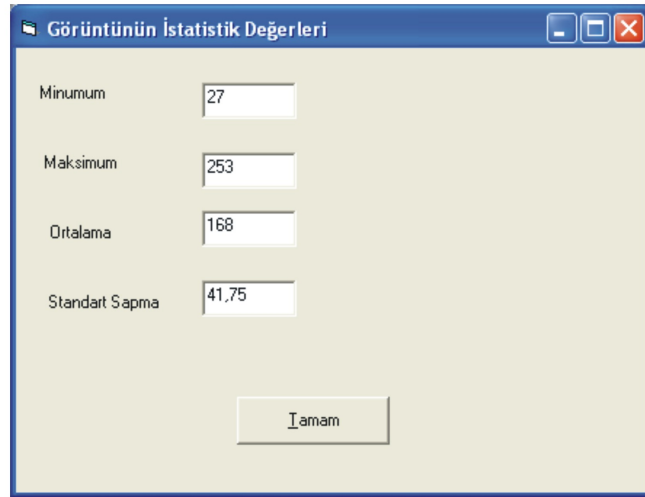 Görüntünün İstatistik Değerleri
Minumum 27
Maksimum 253
Ortalama 168
Standart Sapma 41,75
Tamam